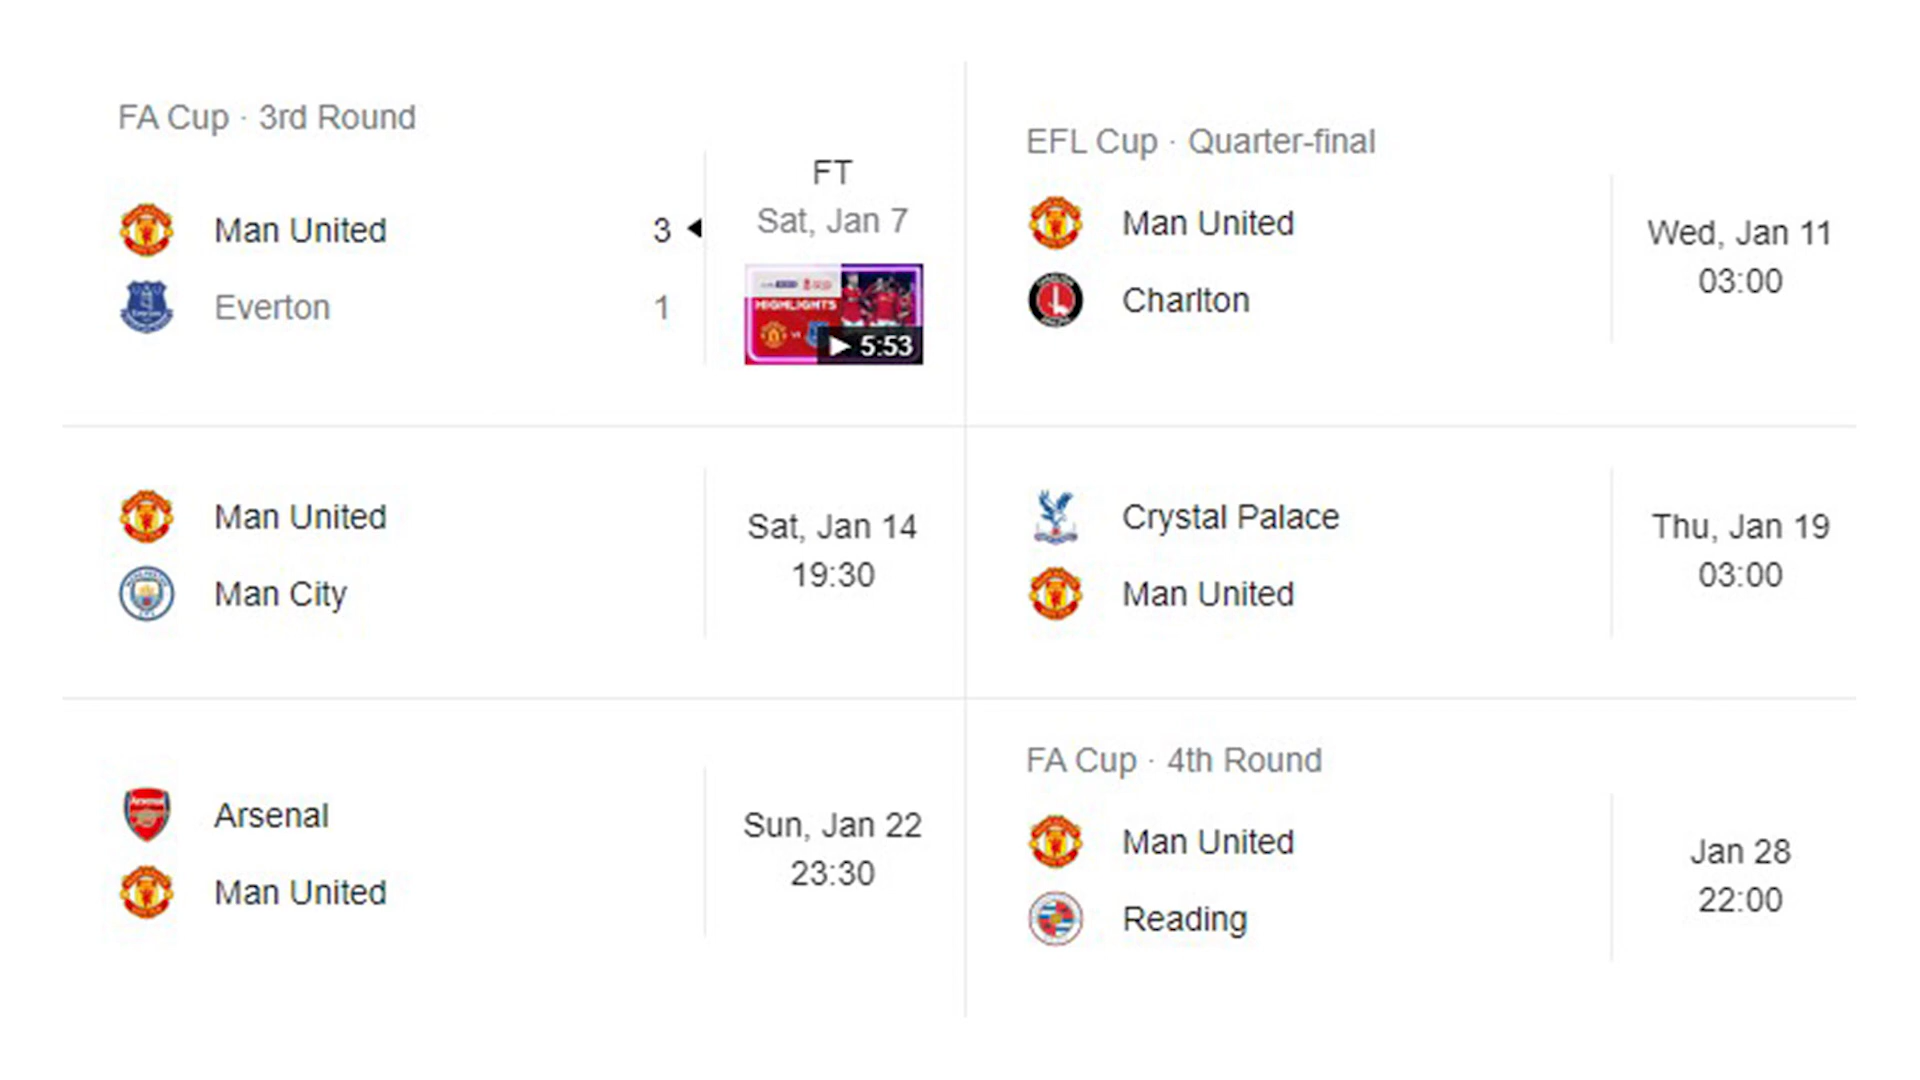 FA Cup · 3rd Round
Man United 3
Everton 1
FT
Sat, Jan 7
HIGHLIGHTS
vs
5:53
EFL Cup · Quarter-final
Man United
Charlton
Wed, Jan 11
03:00
Man United
Man City
Sat, Jan 14
19:30
Crystal Palace
Man United
Thu, Jan 19
03:00
Arsenal
Man United
Sun, Jan 22
23:30
FA Cup · 4th Round
Man United
Reading
Jan 28
22:00